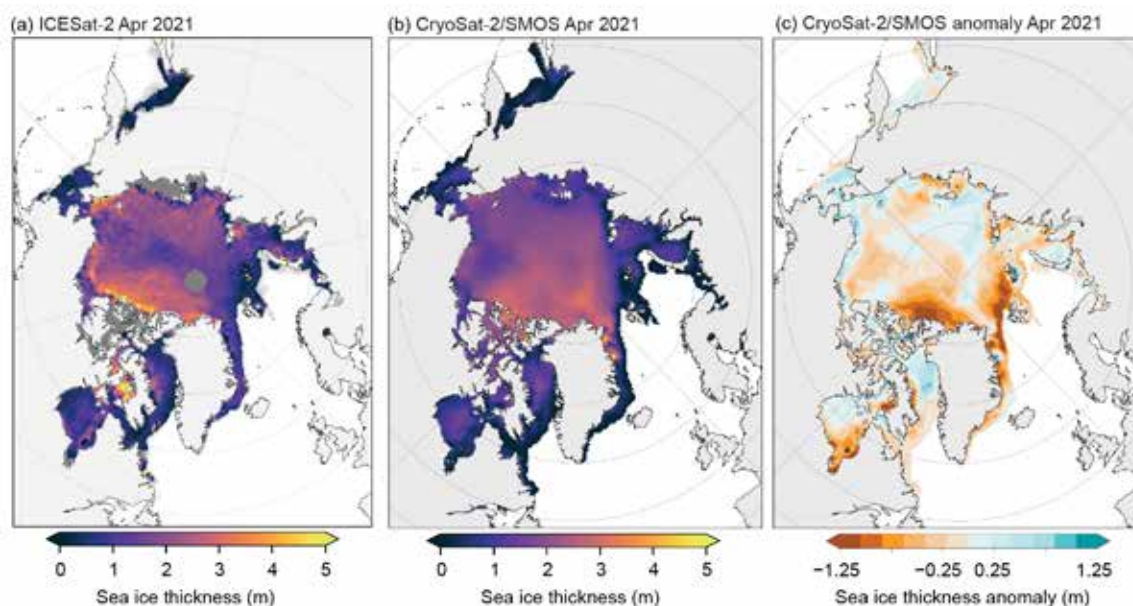 (a) ICESat-2 Apr 2021
(b) CryoSat-2/SMOS Apr 2021
(c) CryoSat-2/SMOS anomaly Apr 2021
0 1 2 3 4 5
Sea ice thickness (m)
0 1 2 3 4 5
Sea ice thickness (m)
−1.25 −0.25 0.25 1.25
Sea ice thickness anomaly (m)